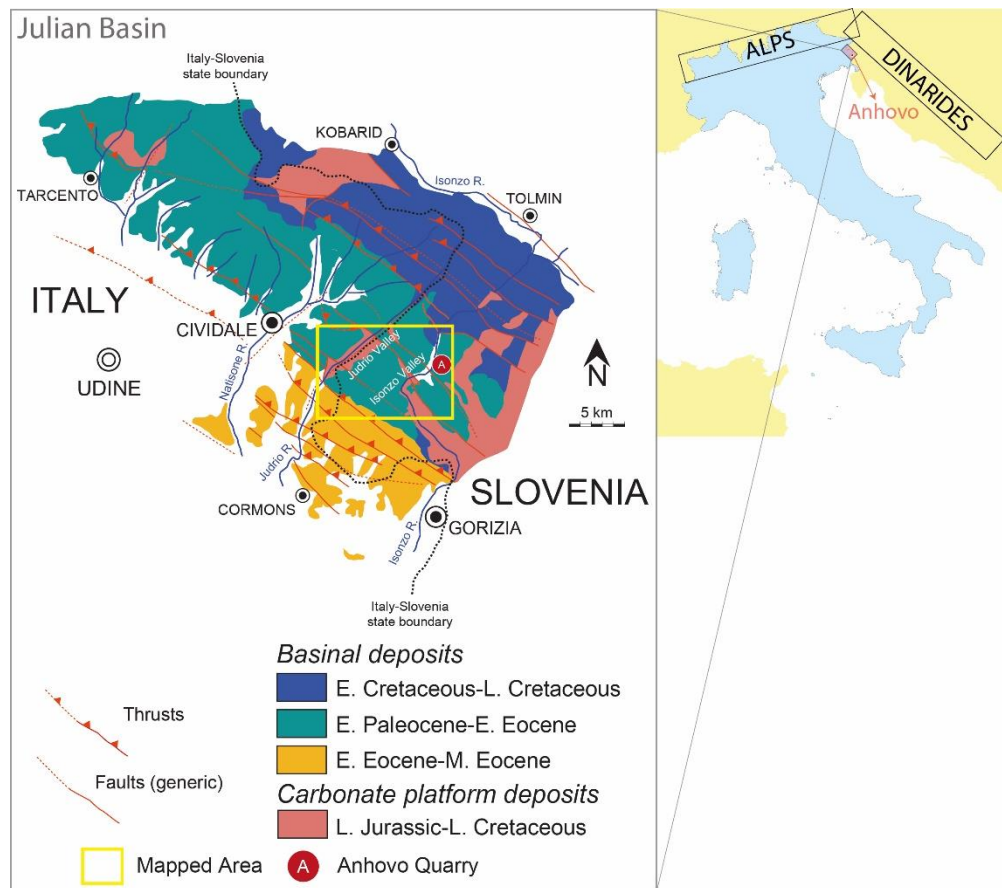 Julian Basin
Italy-Slovenia
state boundary
KOBARID
Isonzo R.
TARCENTO
TOLMIN
ITALY
CIVIDALE
UDINE
Natisone R.
Judrio Valley
Isonzo Valley
A
N
5 km
Judrio R.
CORMONS
SLOVENIA
GORIZIA
Isonzo R.
Italy-Slovenia
state boundary
Basinal deposits
E. Cretaceous-L. Cretaceous
E. Paleocene-E. Eocene
E. Eocene-M. Eocene
Carbonate platform deposits
L. Jurassic-L. Cretaceous
Thrusts
Faults (generic)
Mapped Area
A Anhovo Quarry
ALPS
DINARIDES
Anhovo